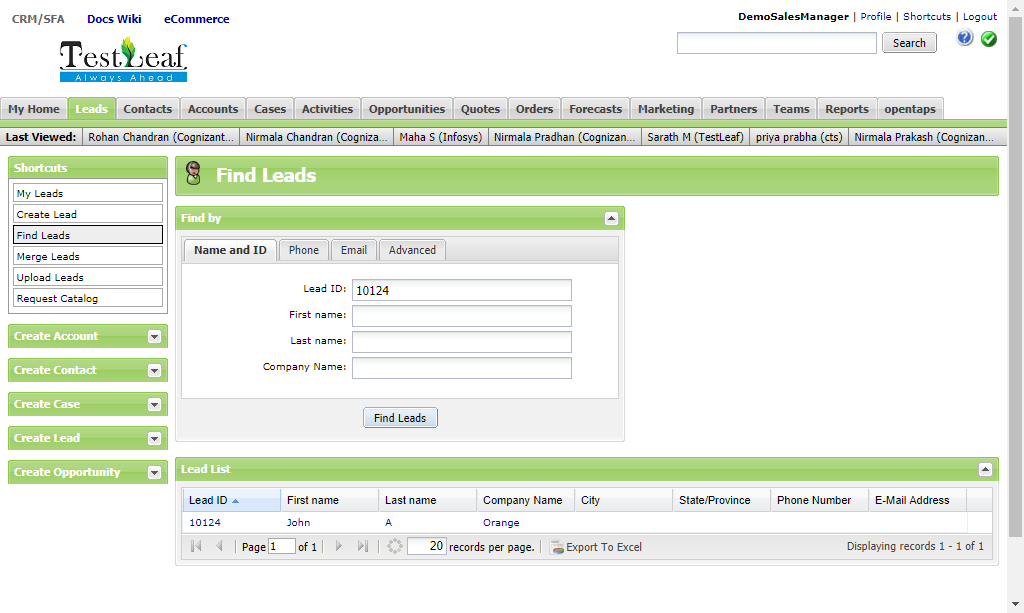 CRM/SFA Docs Wiki eCommerce
DemoSalesManager | Profile | Shortcuts | Logout
Search
TestLeaf
Always Ahead
My Home Leads Contacts Accounts Cases Activities Opportunities Quotes Orders Forecasts Marketing Partners Teams Reports opentaps
Last Viewed: Rohan Chandran (Cognizant... Nirmala Chandran (Cogniza... Maha S (Infosys) Nirmala Pradhan (Cognizan... Sarath M (TestLeaf) priya prabha (cts) Nirmala Prakash (Cognizan...
Shortcuts
My Leads
Create Lead
Find Leads
Merge Leads
Upload Leads
Request Catalog
Create Account
Create Contact
Create Case
Create Lead
Create Opportunity
Find Leads
Find by
Name and ID Phone Email Advanced
Lead ID: 10124
First name:
Last name:
Company Name:
Find Leads
Lead List
Lead ID First name Last name Company Name City State/Province Phone Number E-Mail Address
10124 John A Orange
Page 1 of 1 20 records per page. Export To Excel Displaying records 1 - 1 of 1